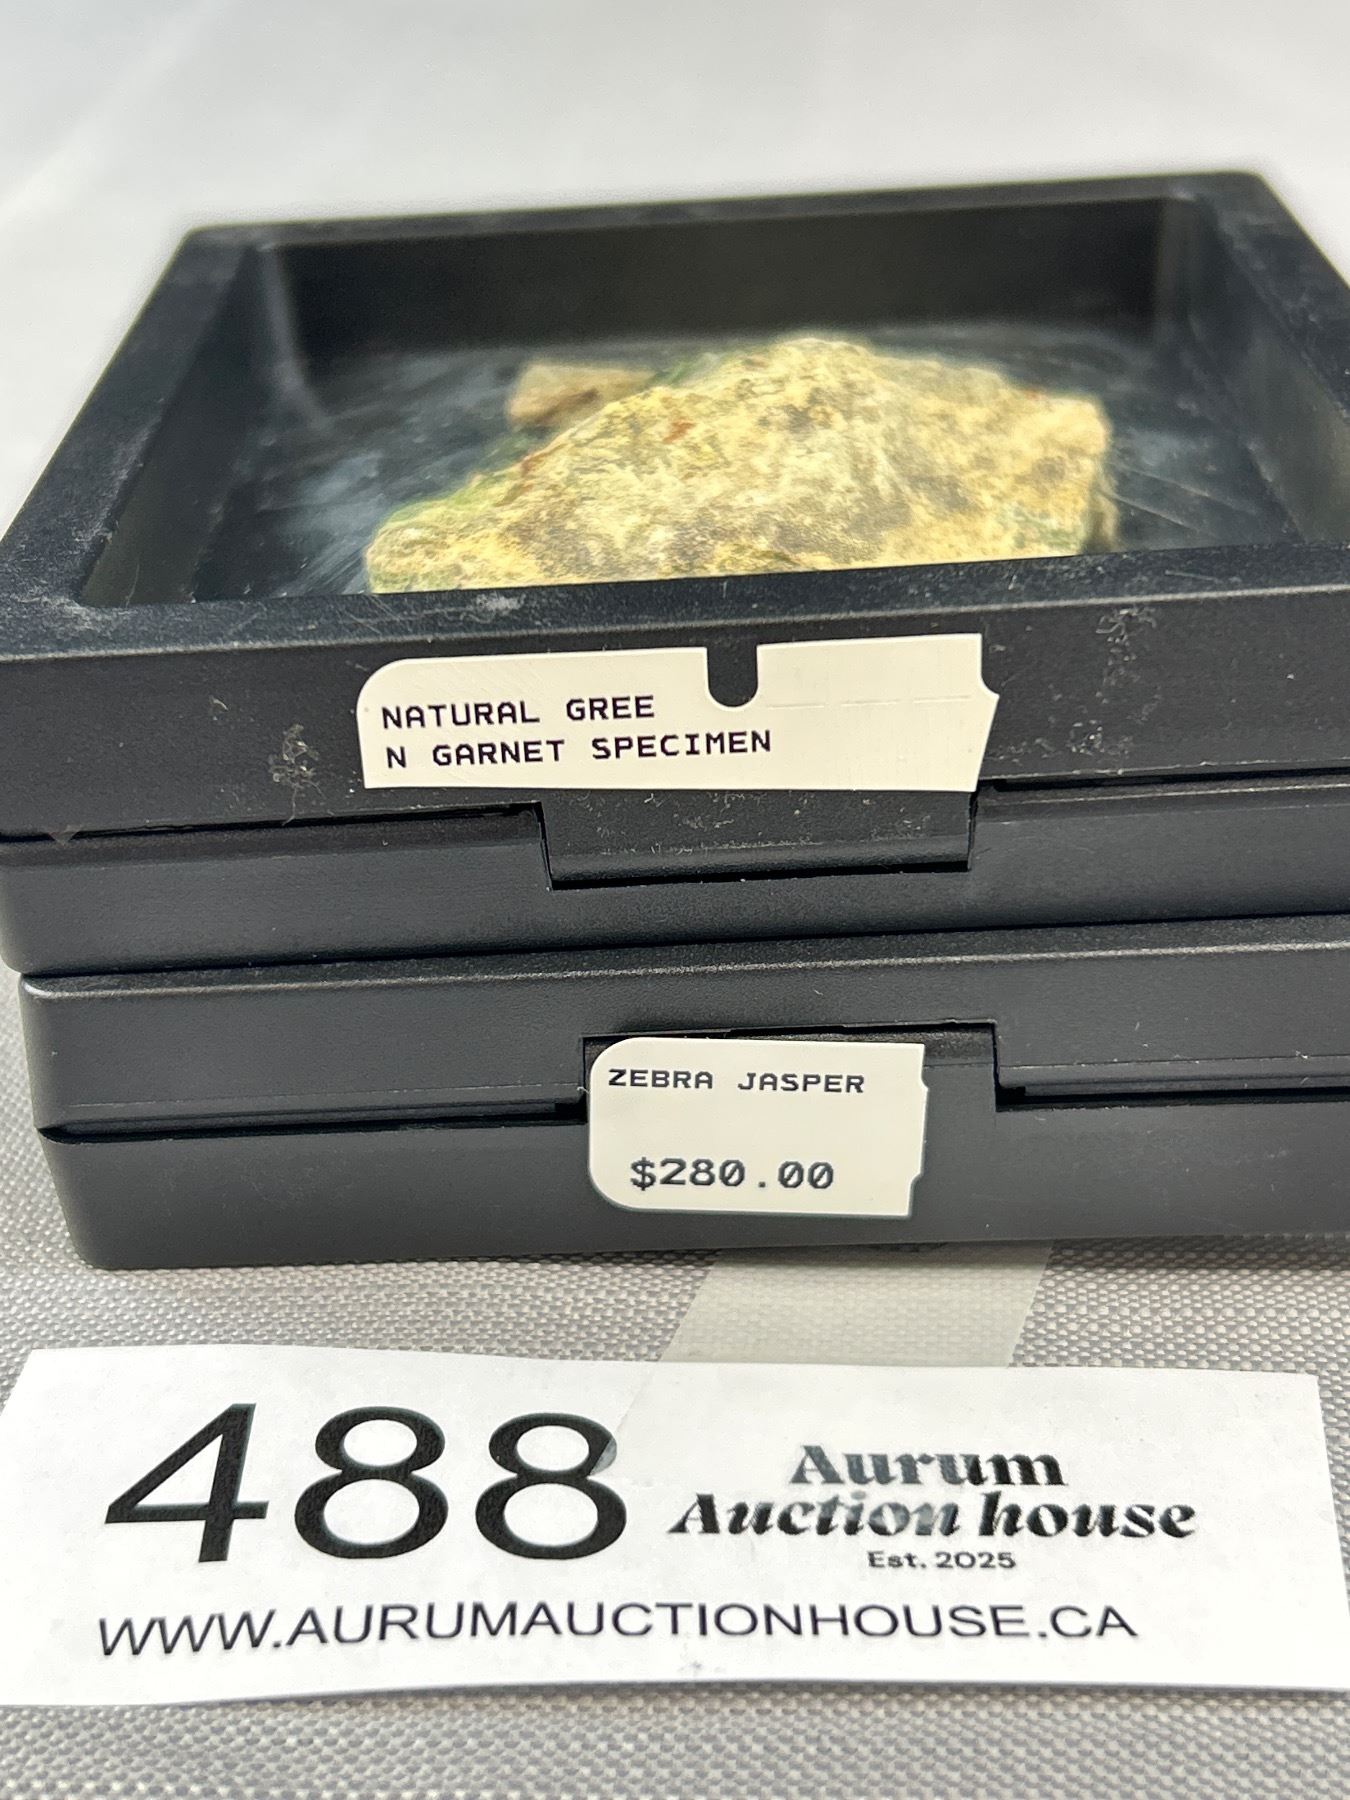 NATURAL GREE
N GARNET SPECIMEN
ZEBRA JASPER
$280.00
488
Aurum
Auction house
Est. 2025
WWW.AURUMAUCTIONHOUSE.CA